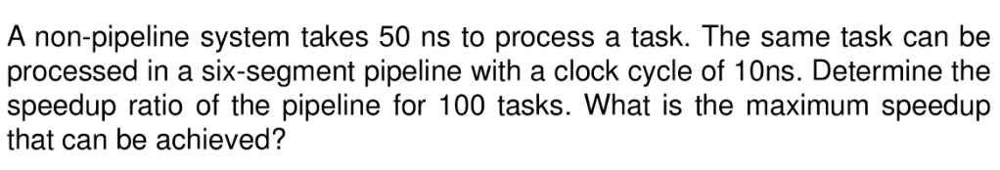 A non-pipeline system takes 50 ns to process a task. The same task can be
processed in a six-segment pipeline with a clock cycle of 10ns. Determine the
speedup ratio of the pipeline for 100 tasks. What is the maximum speedup
that can be achieved?